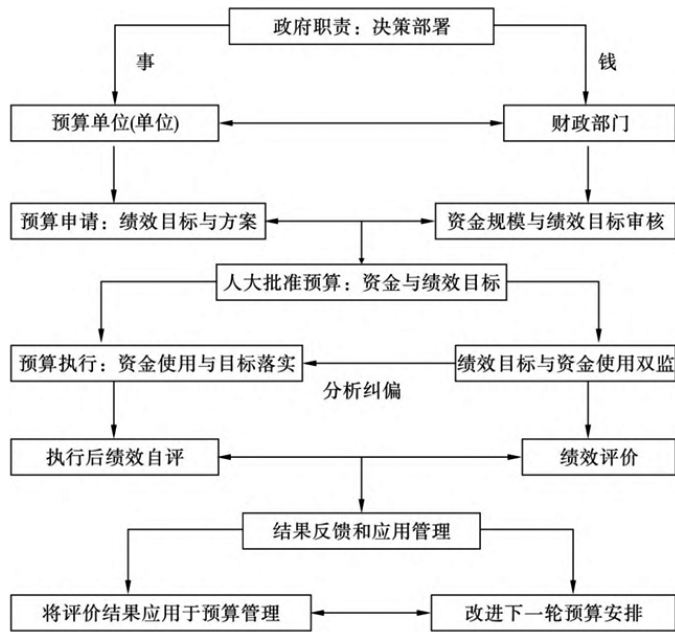 政府职责：决策部署
事
钱
预算单位(单位)
财政部门
预算申请：绩效目标与方案
资金规模与绩效目标审核
人大批准预算：资金与绩效目标
预算执行：资金使用与目标落实
绩效目标与资金使用双监
分析纠偏
执行后绩效自评
绩效评价
结果反馈和应用管理
将评价结果应用于预算管理
改进下一轮预算安排